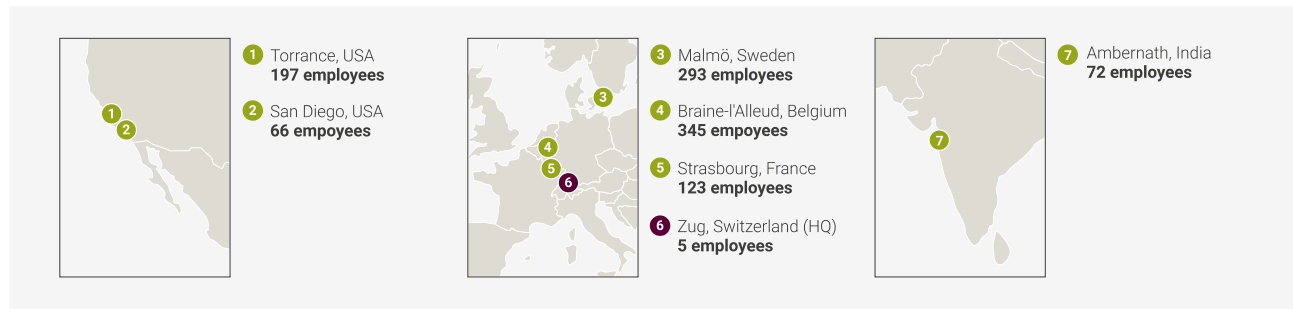 1 Torrance, USA
197 employees
2 San Diego, USA
66 empoyees
1
2
3 Malmö, Sweden
293 employees
4 Braine-l'Alleud, Belgium
345 empoyees
5 Strasbourg, France
123 employees
6 Zug, Switzerland (HQ)
5 employees
3
4
5
6
7 Ambernath, India
72 employees
7